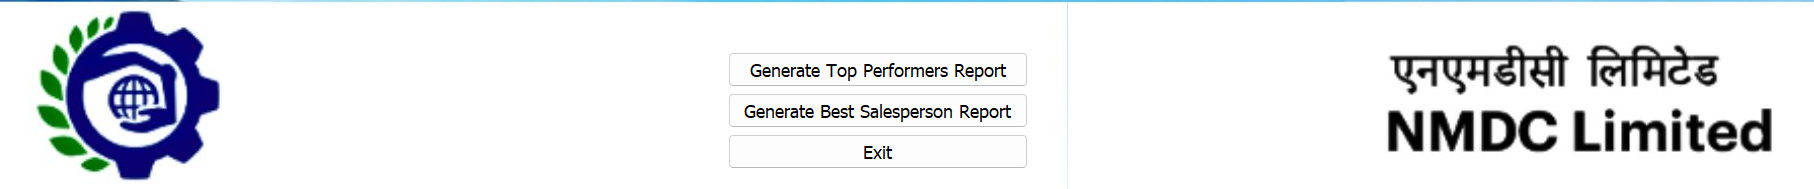 Generate Top Performers Report
Generate Best Salesperson Report
Exit
एनएमडीसी लिमिटेड
NMDC Limited